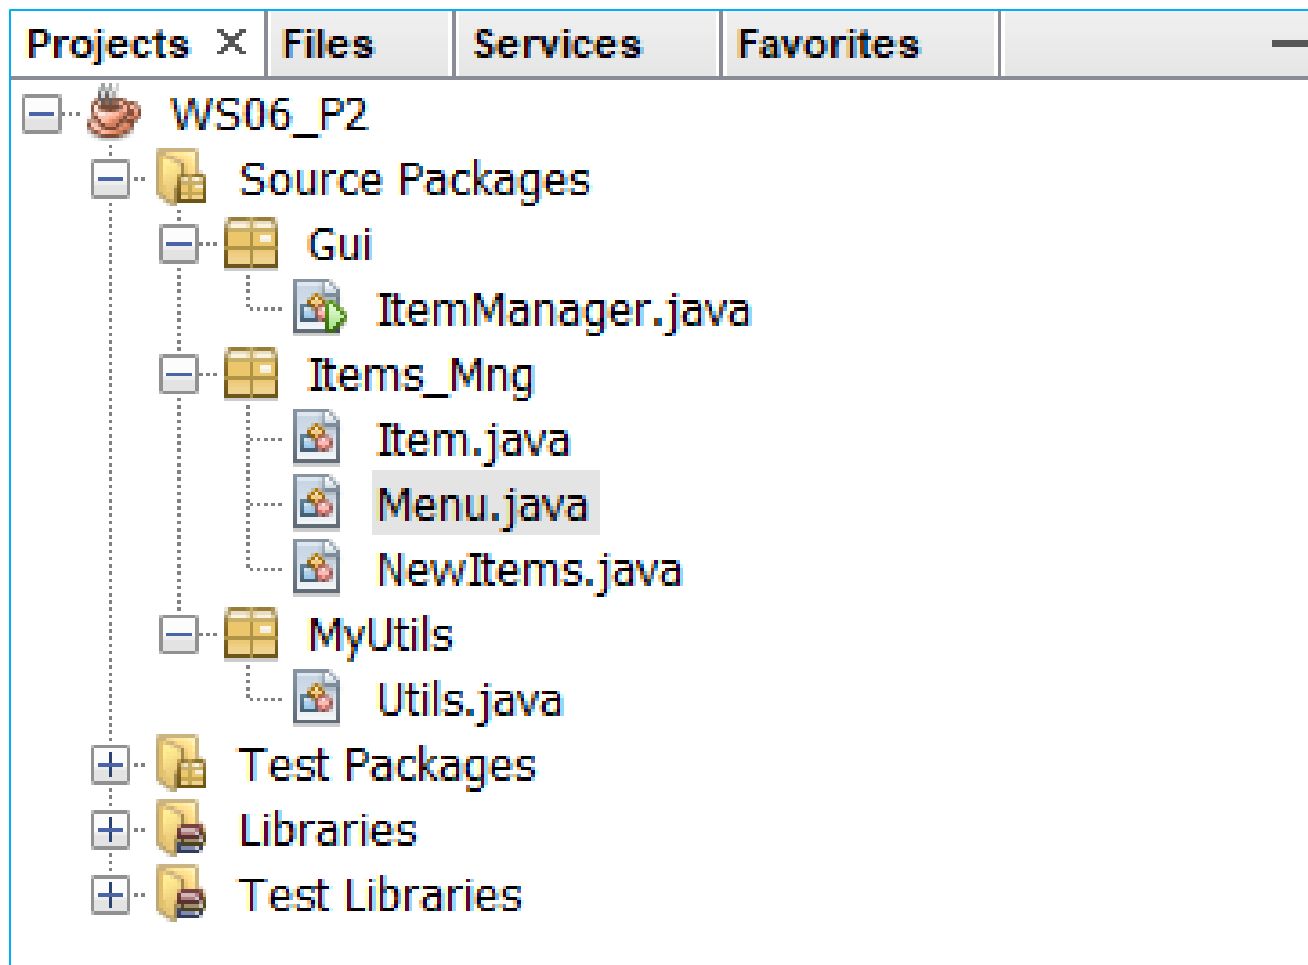 Projects Files Services Favorites
WS06_P2
Source Packages
Gui
ItemManager.java
Items_Mng
Item.java
Menu.java
NewItems.java
MyUtils
Utils.java
Test Packages
Libraries
Test Libraries